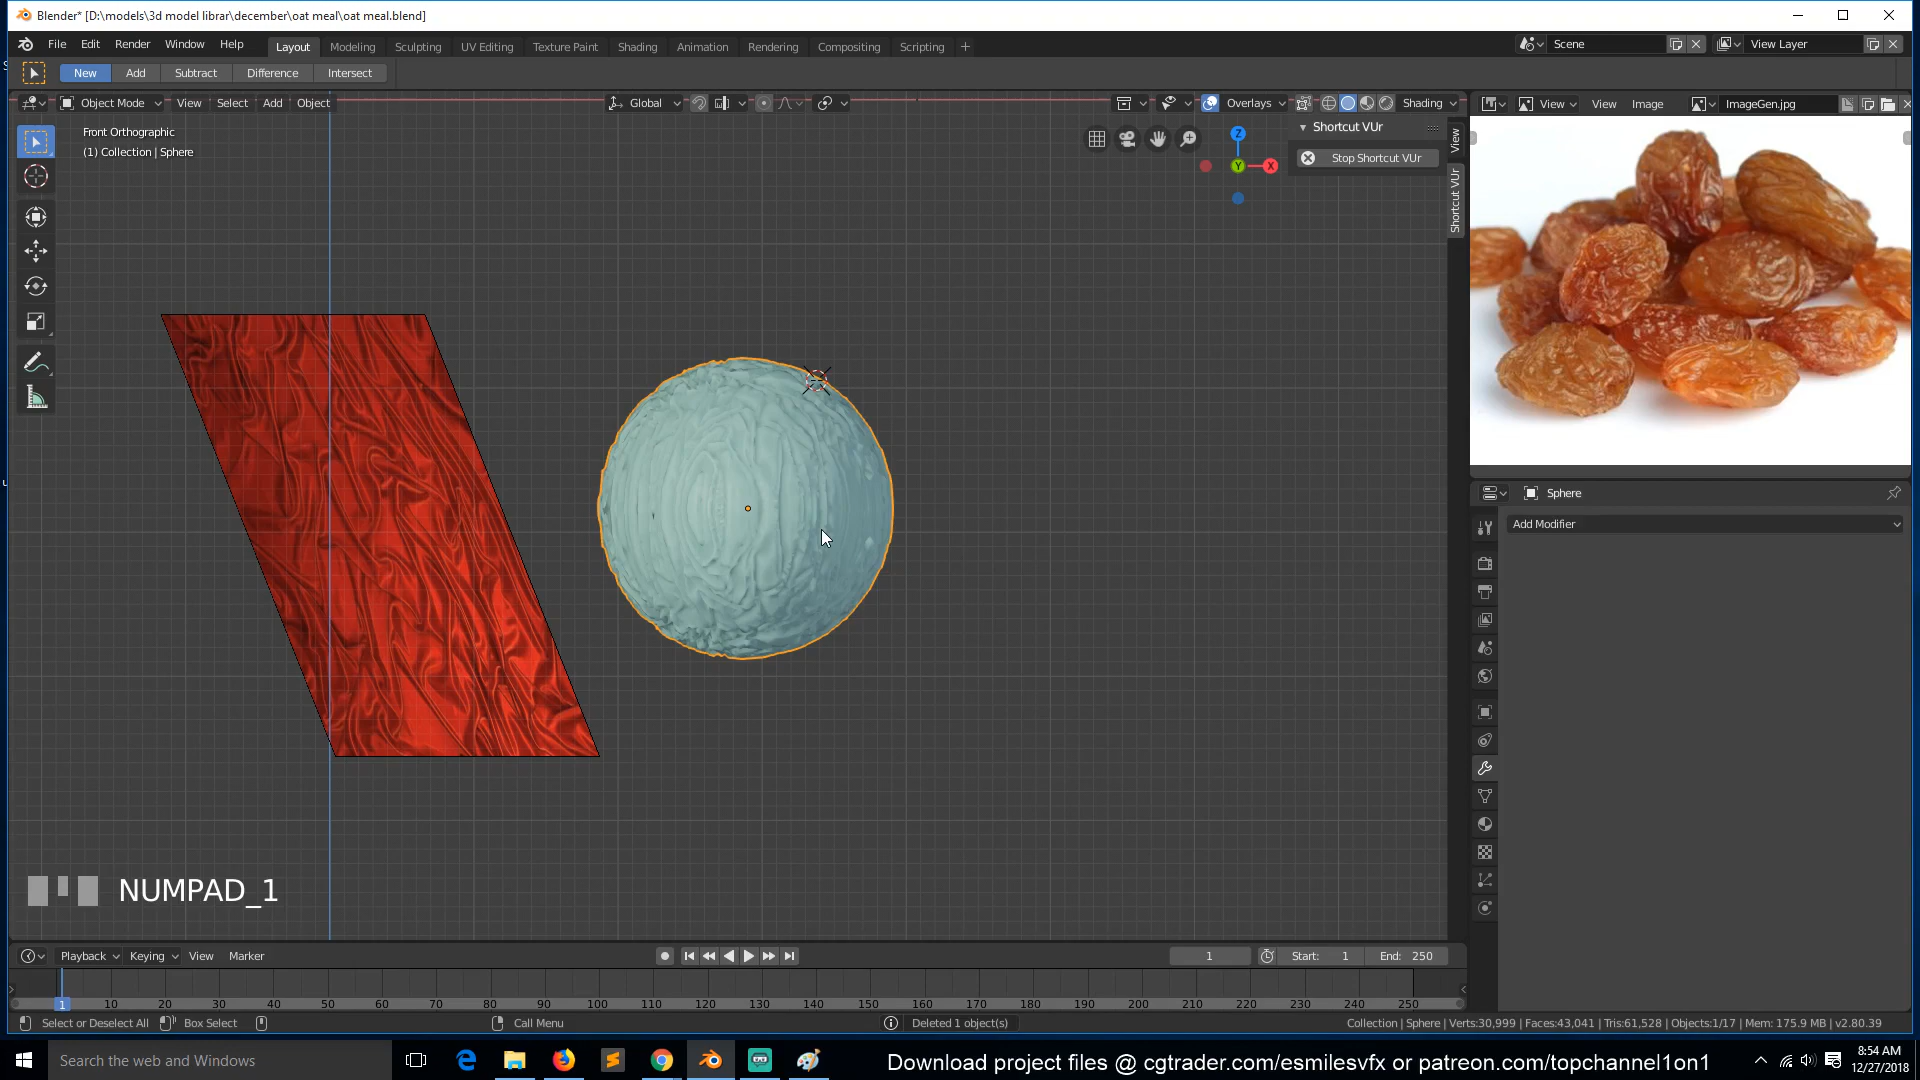 Blender* [D:\models\3d model librar\december\oat meal\oat meal.blend]
File Edit Render Window Help Layout Modeling Sculpting UV Editing Texture Paint Shading Animation Rendering Compositing Scripting + Scene View Layer
New Add Subtract Difference Intersect
Object Mode View Select Add Object Global Overlays Shading View View Image ImageGen.jpg
Front Orthographic
(1) Collection | Sphere
Shortcut VUr
Stop Shortcut VUr
View
Shortcut VUr
Z
Y
X
Sphere
Add Modifier
NUMPAD_1
Playback Keying View Marker 1 Start: 1 End: 250
1 10 20 30 40 50 60 70 80 90 100 110 120 130 140 150 160 170 180 190 200 210 220 230 240 250
Select or Deselect All Box Select Call Menu Deleted 1 object(s) Collection | Sphere | Verts:30,999 | Faces:43,041 | Tris:61,528 | Objects:1/17 | Mem: 175.9 MB | v2.80.39
Search the web and Windows
Download project files @ cgtrader.com/esmilesvfx or patreon.com/topchannel1on1
8:54 AM
12/27/2018